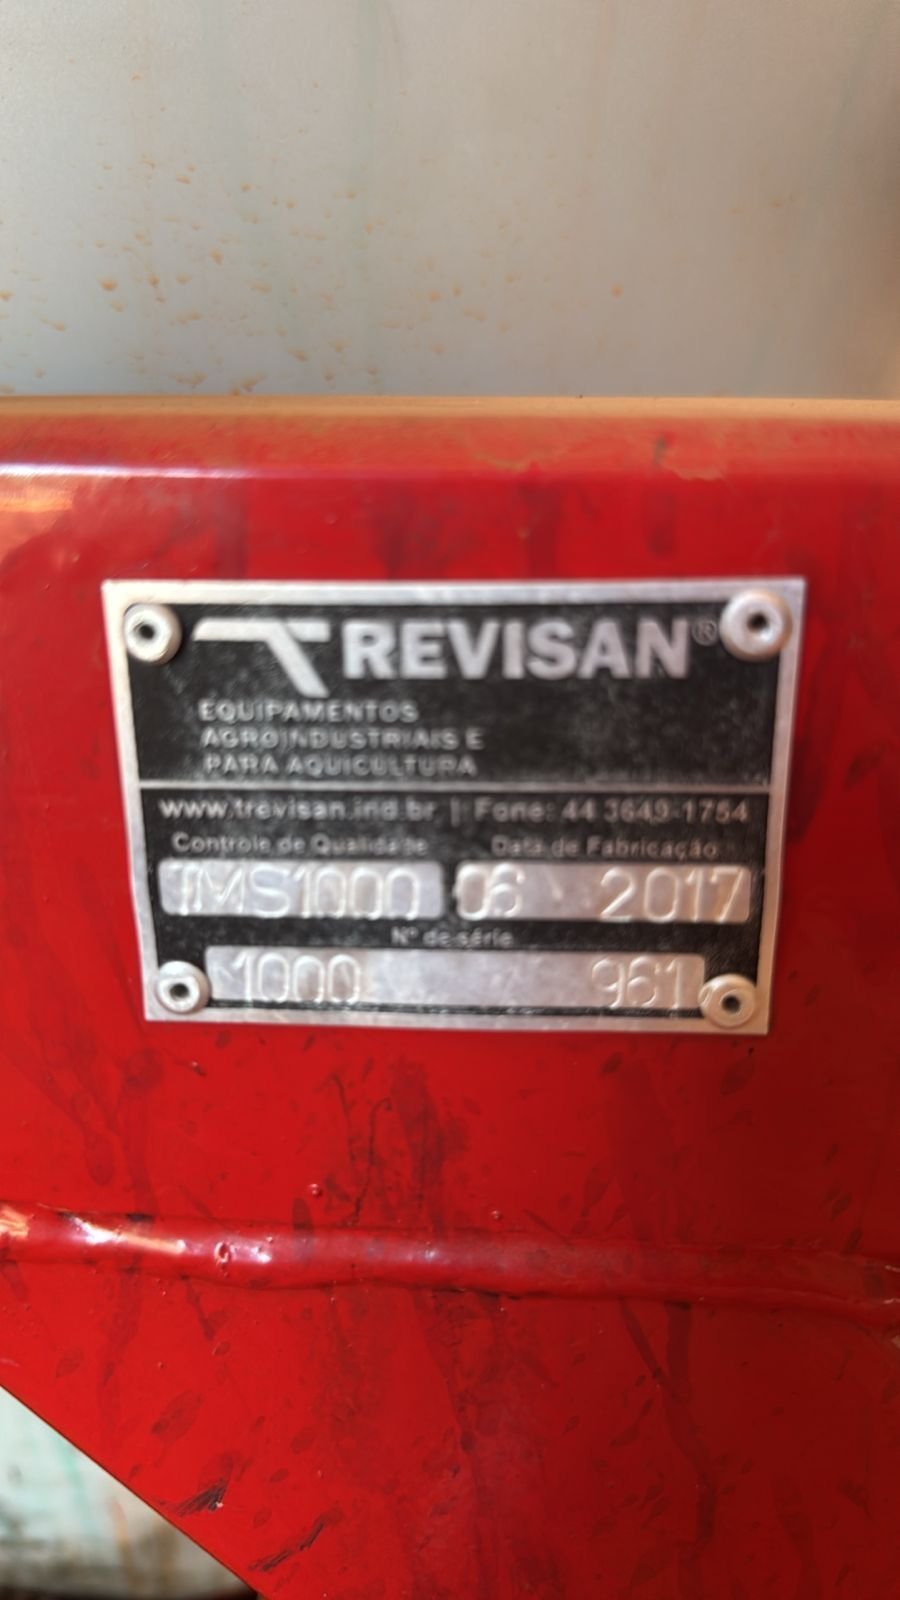 TREVISAN®
EQUIPAMENTOS
AGROINDUSTRIAIS E
PARA AQUICULTURA
www.trevisan.ind.br | Fone: 44 3649-1754
Controle de Qualidade Data de Fabricação
TMS1000 06 2017
Nº de série
1000 961